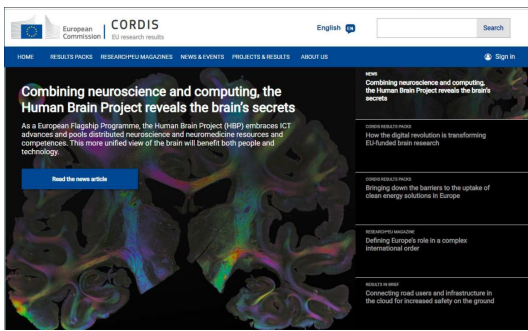 European
Commission
CORDIS
EU research results
English EN
Search
HOME RESULTS PACKS RESEARCH*EU MAGAZINES NEWS & EVENTS PROJECTS & RESULTS ABOUT US
Sign in
Combining neuroscience and computing, the
Human Brain Project reveals the brain's secrets
As a European Flagship Programme, the Human Brain Project (HBP) embraces ICT
advances and pools distributed neuroscience and neuromedicine resources and
competences. This more unified view of the brain will benefit both people and
technology.
Read the news article
NEWS
Combining neuroscience and computing,
the Human Brain Project reveals the brain's
secrets
CORDIS RESULTS PACKS
How the digital revolution is transforming
EU-funded brain research
CORDIS RESULTS PACKS
Bringing down the barriers to the uptake of
clean energy solutions in Europe
RESEARCH*EU MAGAZINE
Defining Europe's role in a complex
international order
RESULTS IN BRIEF
Connecting road users and infrastructure in
the cloud for increased safety on the ground